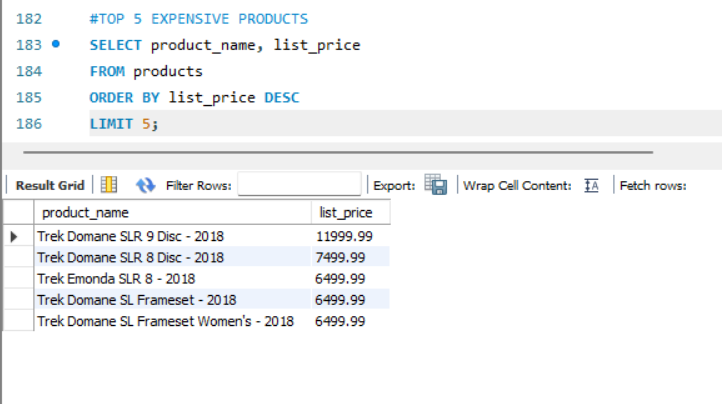 182 #TOP 5 EXPENSIVE PRODUCTS
183 SELECT product_name, list_price
184 FROM products
185 ORDER BY list_price DESC
186 LIMIT 5;
Result Grid Filter Rows: Export: Wrap Cell Content: IA Fetch rows:
product_name list_price
Trek Domane SLR 9 Disc - 2018 11999.99
Trek Domane SLR 8 Disc - 2018 7499.99
Trek Emonda SLR 8 - 2018 6499.99
Trek Domane SL Frameset - 2018 6499.99
Trek Domane SL Frameset Women's - 2018 6499.99